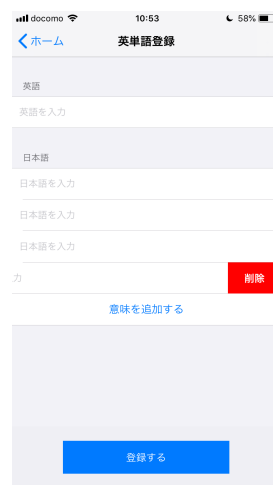 docomo 10:53 58%
ホーム 英単語登録
英語
英語を入力
日本語
日本語を入力
日本語を入力
日本語を入力
力 削除
意味を追加する
登録する